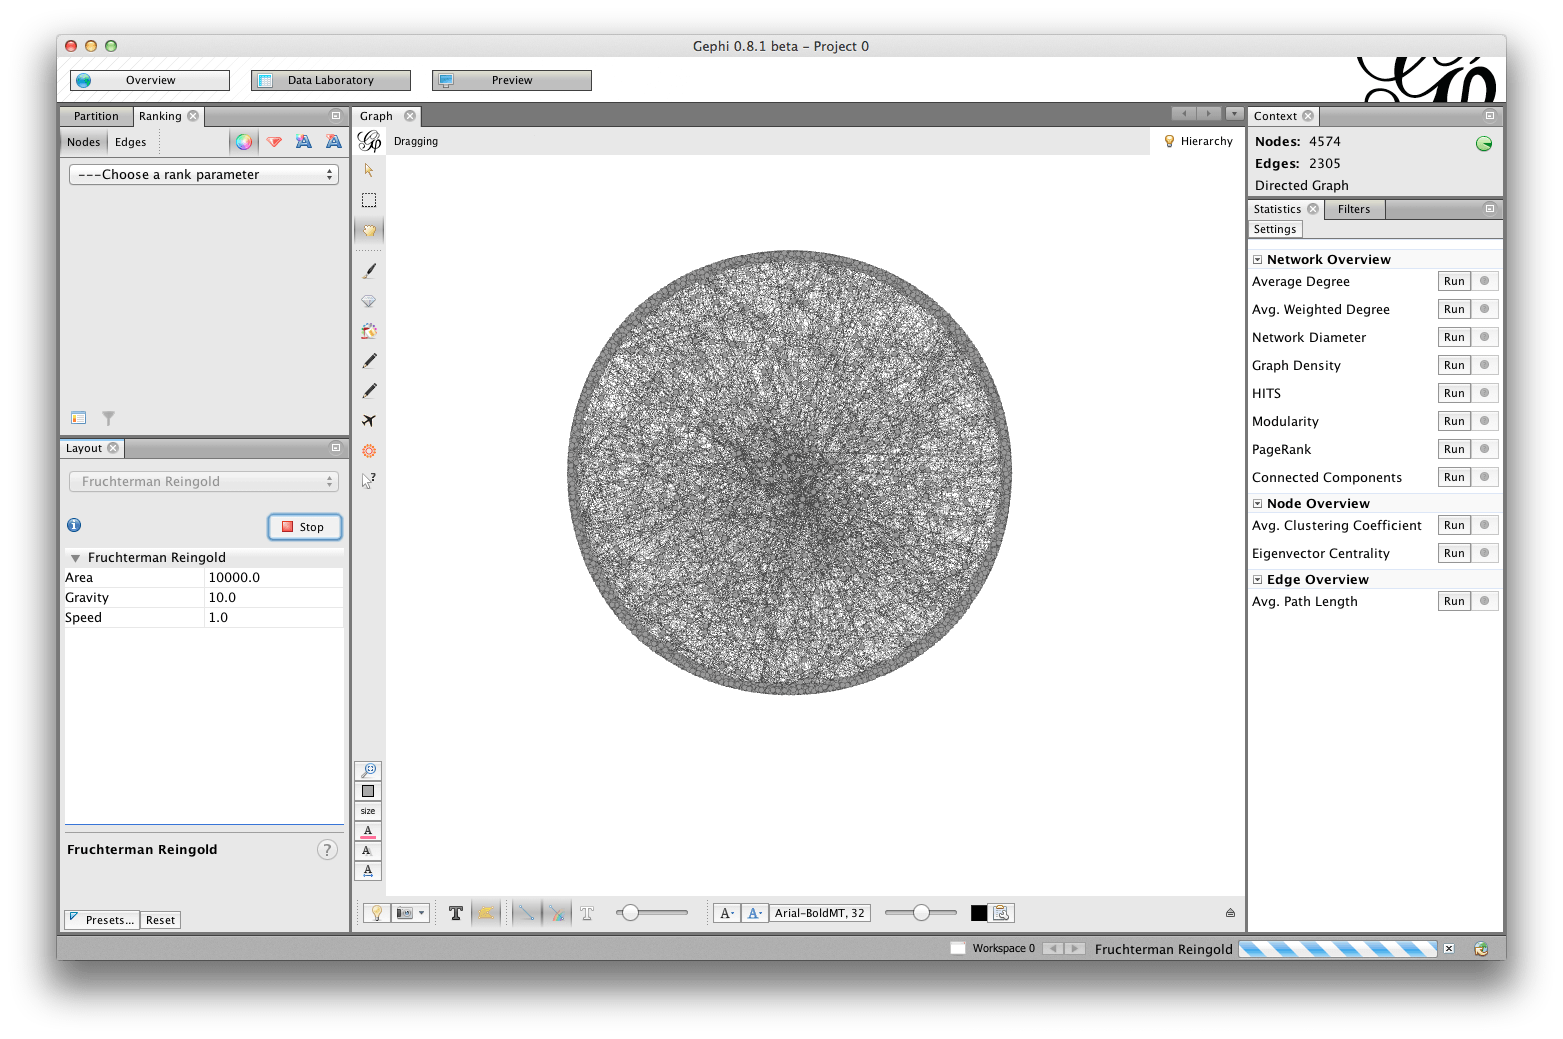 Gephi 0.8.1 beta – Project 0
Overview
Data Laboratory
Preview
Partition
Ranking
Nodes
Edges
---Choose a rank parameter
Layout
Fruchterman Reingold
Stop
Fruchterman Reingold
Area 10000.0
Gravity 10.0
Speed 1.0
Fruchterman Reingold
?
Presets...
Reset
Graph
Dragging
Hierarchy
size
A
A
A
T
T
A
A
Arial-BoldMT, 32
Context
Nodes: 4574
Edges: 2305
Directed Graph
Statistics
Filters
Settings
Network Overview
Average Degree Run
Avg. Weighted Degree Run
Network Diameter Run
Graph Density Run
HITS Run
Modularity Run
PageRank Run
Connected Components Run
Node Overview
Avg. Clustering Coefficient Run
Eigenvector Centrality Run
Edge Overview
Avg. Path Length Run
Workspace 0
Fruchterman Reingold